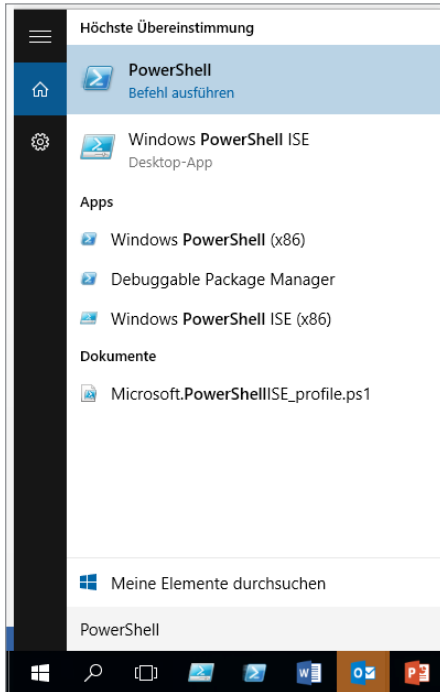 Höchste Übereinstimmung
PowerShell
Befehl ausführen
Windows PowerShell ISE
Desktop-App
Apps
Windows PowerShell (x86)
Debuggable Package Manager
Windows PowerShell ISE (x86)
Dokumente
Microsoft.PowerShellISE_profile.ps1
Meine Elemente durchsuchen
PowerShell